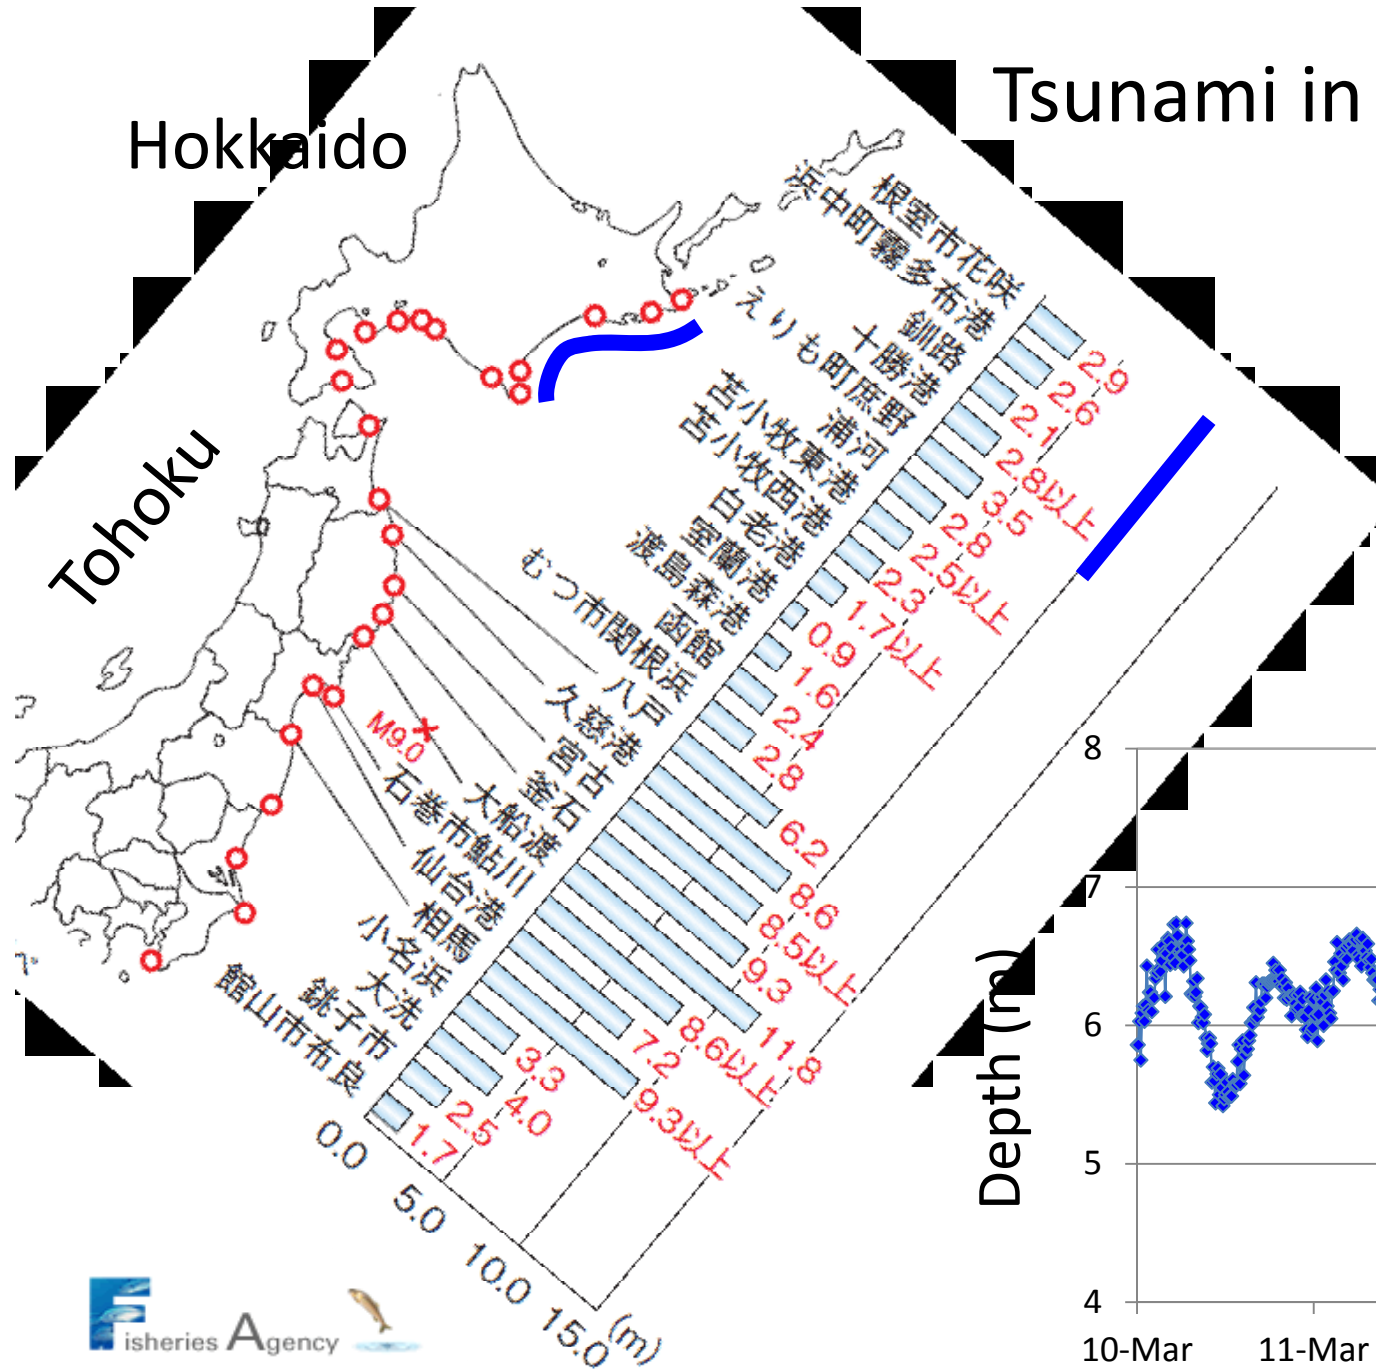 Tsunami in
Hokkaido
Tohoku
根室市花咲
浜中町霧多布港
釧路
十勝港
えりも町庶野
浦河
苫小牧東港
苫小牧西港
白老港
室蘭港
渡島森港
函館
むつ市関根浜
八戸
久慈港
宮古
釜石
大船渡
石巻市鮎川
仙台港
相馬
小名浜
大洗
銚子市
館山市布良
2.9
2.6
2.1
2.8以上
3.5
2.8
2.5以上
2.3
1.7以上
0.9
1.6
2.4
2.8
6.2
8.6
8.5以上
9.3
11.8
8.6以上
7.2
9.3以上
3.3
4.0
2.5
1.7
M9.0
0.0
5.0
10.0
15.0
(m)
Depth (m)
8
7
6
5
4
10-Mar
11-Mar
Fisheries Agency